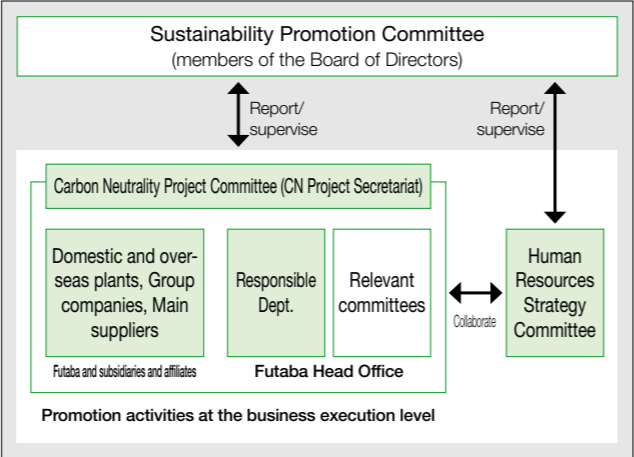 Sustainability Promotion Committee
(members of the Board of Directors)
Report/
supervise
Report/
supervise
Carbon Neutrality Project Committee (CN Project Secretariat)
Domestic and over-
seas plants, Group
companies, Main
suppliers
Responsible
Dept.
Relevant
committees
Collaborate
Human
Resources
Strategy
Committee
Futaba and subsidiaries and affiliates
Futaba Head Office
Promotion activities at the business execution level